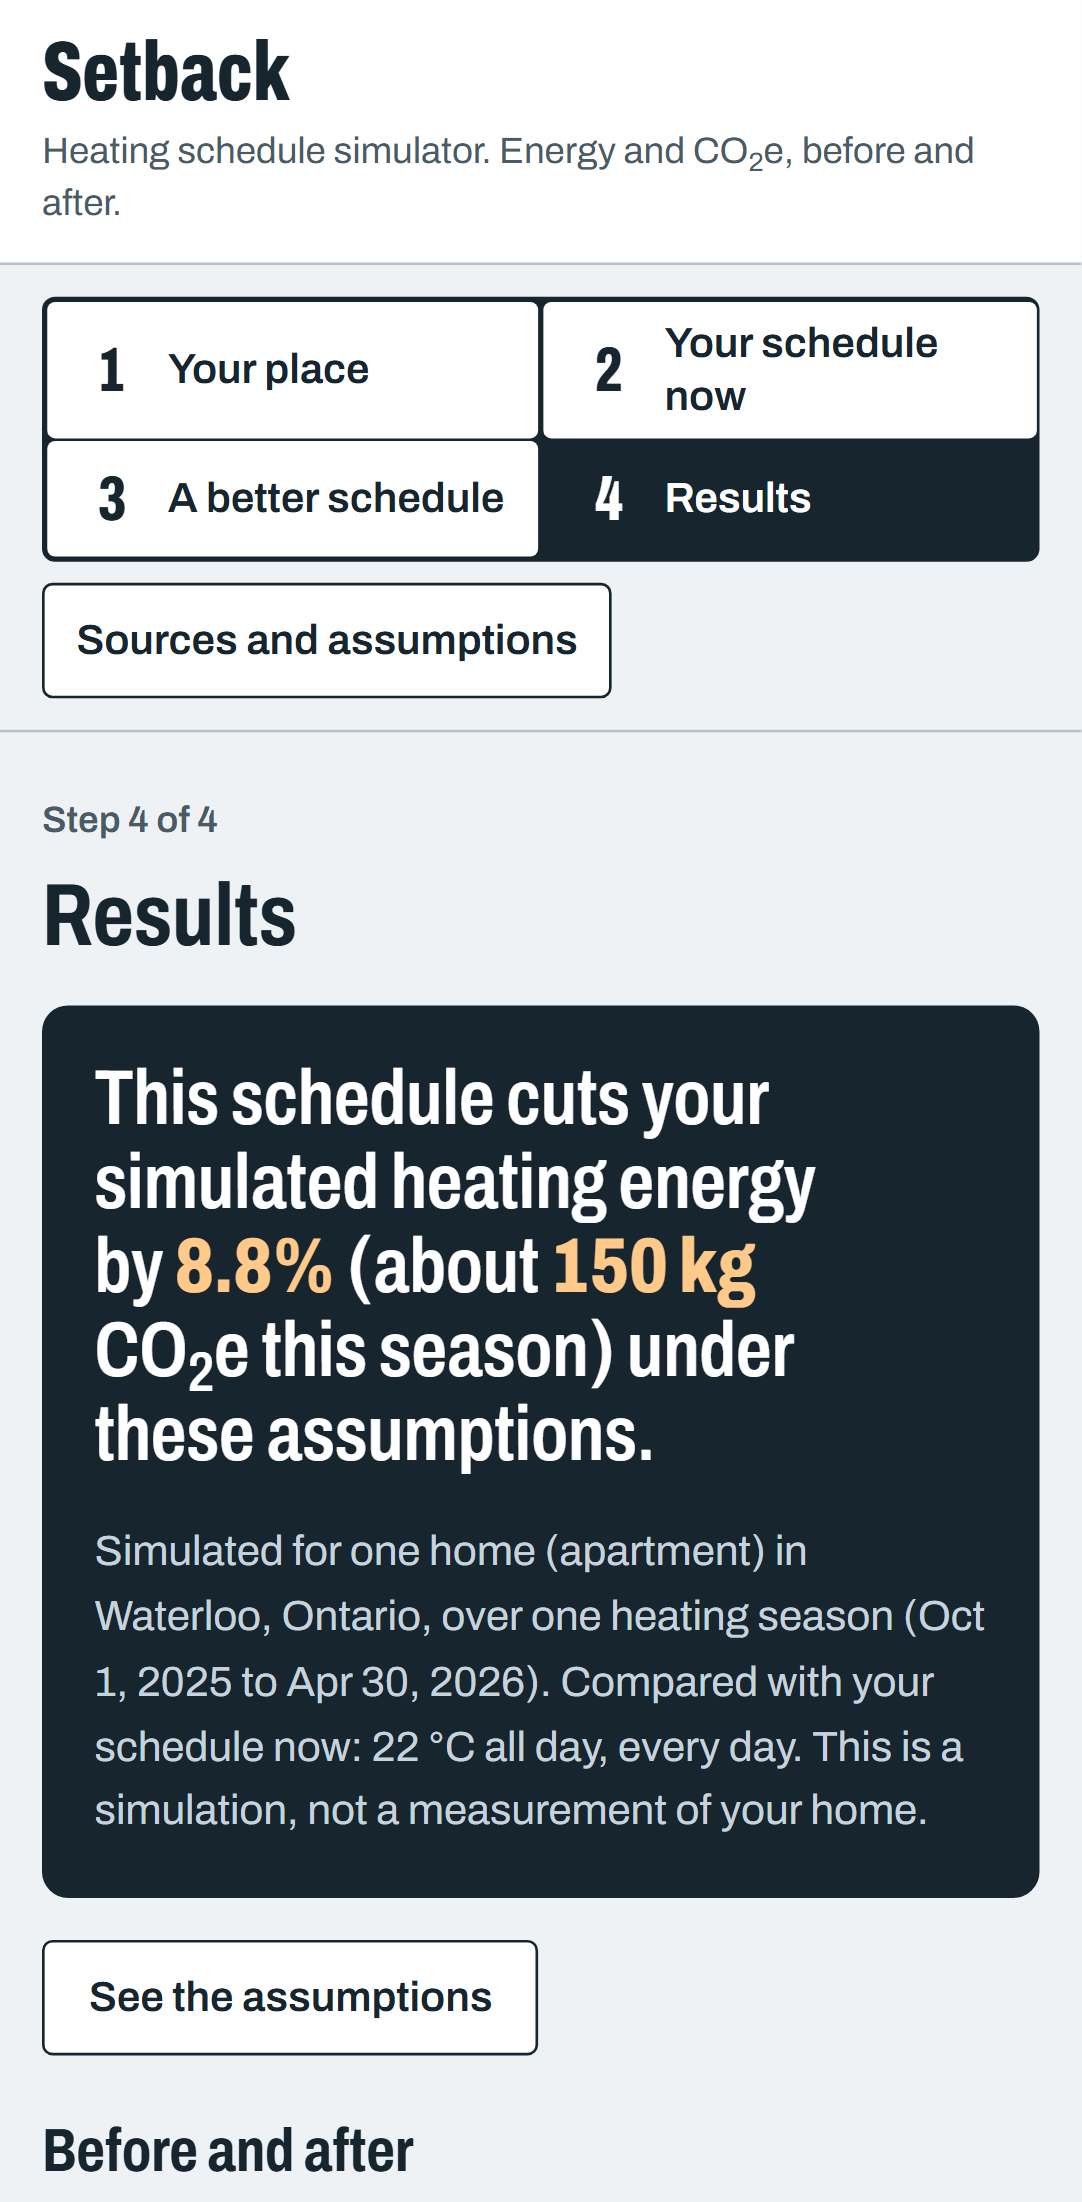 Setback
Heating schedule simulator. Energy and CO₂e, before and
after.
1 Your place
2 Your schedule
now
3 A better schedule
4 Results
Sources and assumptions
Step 4 of 4
Results
This schedule cuts your
simulated heating energy
by 8.8% (about 150 kg
CO₂e this season) under
these assumptions.
Simulated for one home (apartment) in
Waterloo, Ontario, over one heating season (Oct
1, 2025 to Apr 30, 2026). Compared with your
schedule now: 22 °C all day, every day. This is a
simulation, not a measurement of your home.
See the assumptions
Before and after